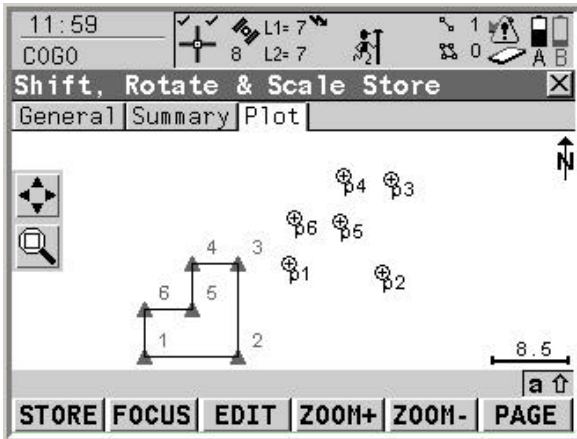 11:59
COGO
8
L1= 7
L2= 7
1
0
A B
Shift, Rotate & Scale Store
General Summary Plot
N
p4 p3
p6 p5
p1 p2
4 3
6 5
1 2
8.5
a
STORE FOCUS EDIT ZOOM+ ZOOM- PAGE